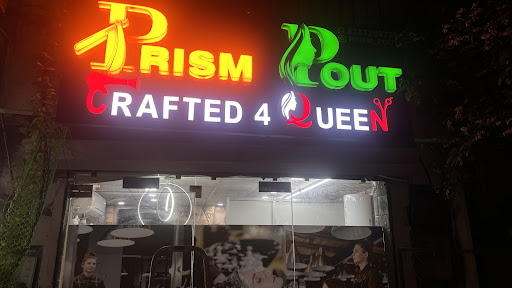 PRISM POUT
CRAFTED 4 QUEEN